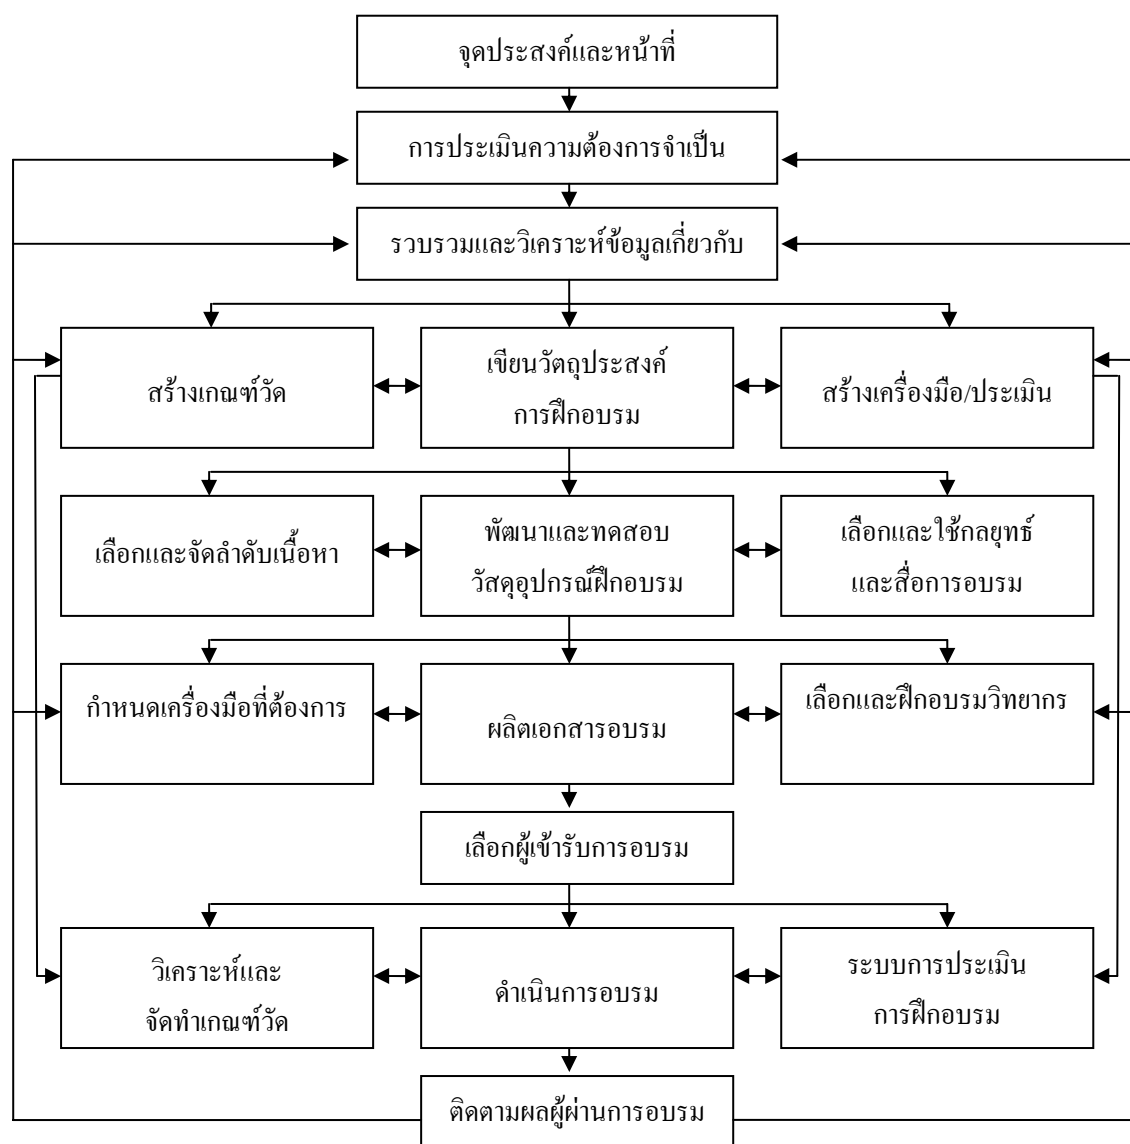 จุดประสงค์และหน้าที่
การประเมินความต้องการจำเป็น
รวบรวมและวิเคราะห์ข้อมูลเกี่ยวกับ
สร้างเกณฑ์วัด
เขียนวัตถุประสงค์
การฝึกอบรม
สร้างเครื่องมือ/ประเมิน
เลือกและจัดลำดับเนื้อหา
พัฒนาและทดสอบ
วัสดุอุปกรณ์ฝึกอบรม
เลือกและใช้กลยุทธ์
และสื่อการอบรม
กำหนดเครื่องมือที่ต้องการ
ผลิตเอกสารอบรม
เลือกและฝึกอบรมวิทยากร
เลือกผู้เข้ารับการอบรม
วิเคราะห์และ
จัดทำเกณฑ์วัด
ดำเนินการอบรม
ระบบการประเมิน
การฝึกอบรม
ติดตามผลผู้ผ่านการอบรม